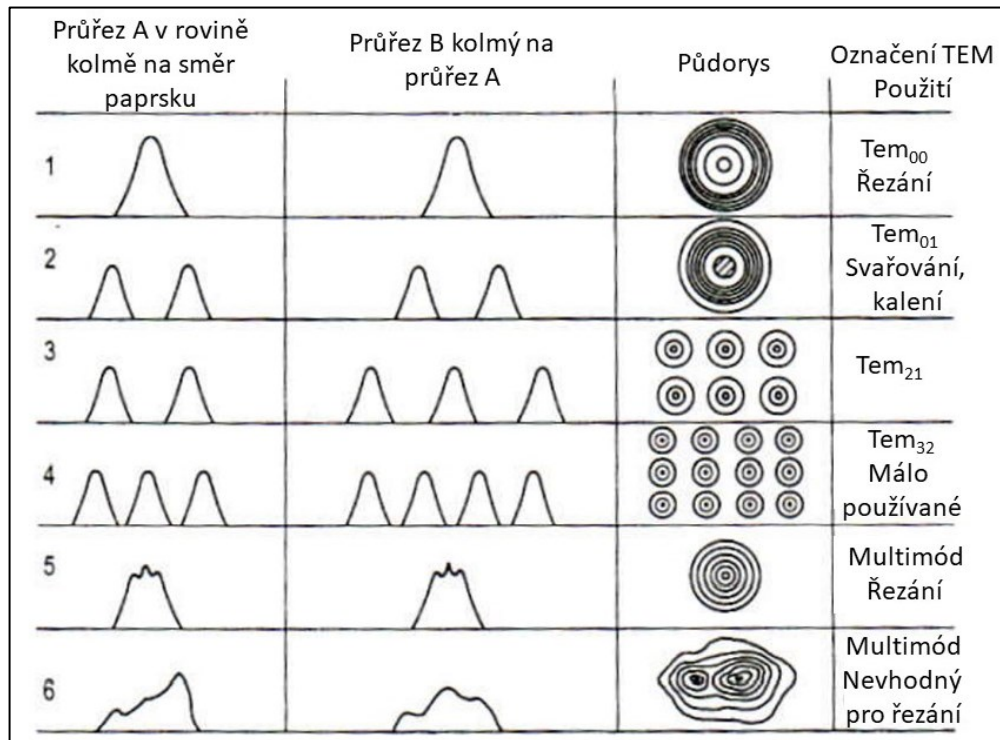 Průřez A v rovině
kolmě na směr
paprsku
Průřez B kolmý na
průřez A
Půdorys
Označení TEM
Použití
1
Tem₀₀
Řezání
2
Tem₀₁
Svařování,
kalení
3
Tem₂₁
4
Tem₃₂
Málo
používané
5
Multimód
Řezání
6
Multimód
Nevhodný
pro řezání